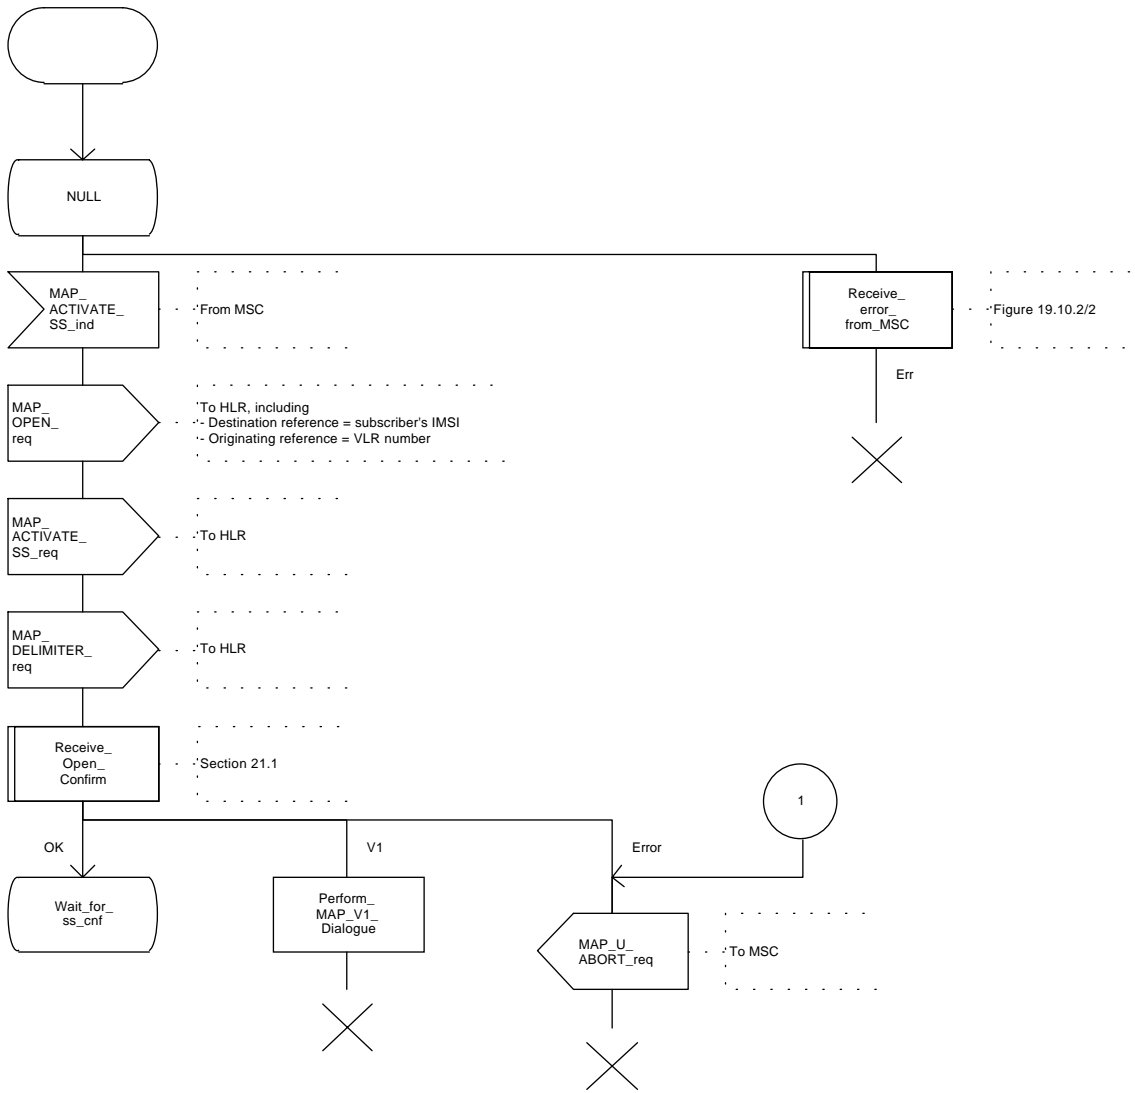 NULL
MAP_
ACTIVATE_
SS_ind
From MSC
Receive_
error_
from_MSC
Figure 19.10.2/2
Err
MAP_
OPEN_
req
To HLR, including
- Destination reference = subscriber's IMSI
- Originating reference = VLR number
MAP_
ACTIVATE_
SS_req
To HLR
MAP_
DELIMITER_
req
To HLR
Receive_
Open_
Confirm
Section 21.1
1
OK
V1
Error
Wait_for_
ss_cnf
Perform_
MAP_V1_
Dialogue
MAP_U_
ABORT_req
To MSC